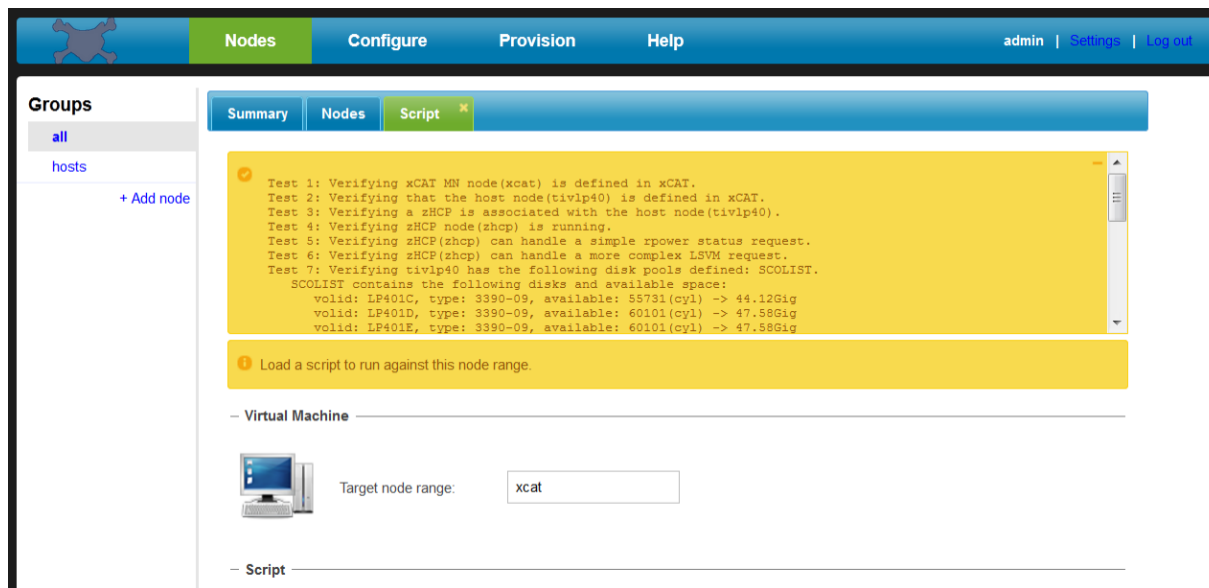 Nodes Configure Provision Help admin | Settings | Log out
Groups
all
hosts
+ Add node
Summary Nodes Script
Test 1: Verifying xCAT MN node(xcat) is defined in xCAT.
Test 2: Verifying that the host node(tivlp40) is defined in xCAT.
Test 3: Verifying a zHCP is associated with the host node(tivlp40).
Test 4: Verifying zHCP node(zhcp) is running.
Test 5: Verifying zHCP(zhcp) can handle a simple rpower status request.
Test 6: Verifying zHCP(zhcp) can handle a more complex LSVM request.
Test 7: Verifying tivlp40 has the following disk pools defined: SCOLIST.
SCOLIST contains the following disks and available space:
volid: LP401C, type: 3390-09, available: 55731(cyl) -> 44.12Gig
volid: LP401D, type: 3390-09, available: 60101(cyl) -> 47.58Gig
volid: LP401E, type: 3390-09, available: 60101(cyl) -> 47.58Gig
Load a script to run against this node range.
Virtual Machine
Target node range: xcat
Script